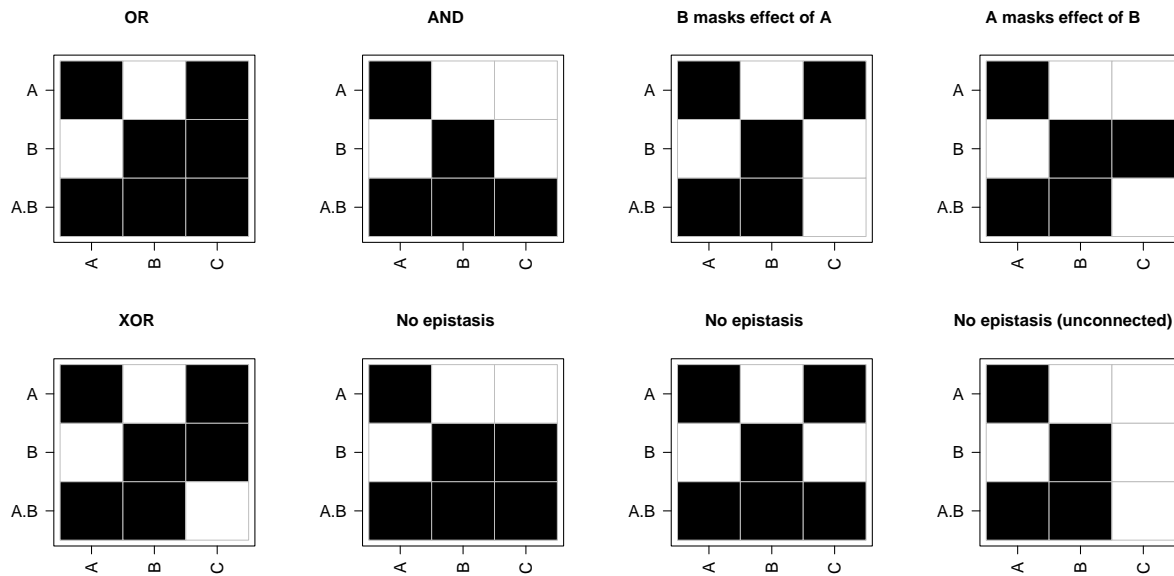 OR AND B masks effect of A A masks effect of B
A A A A
B B B B
A.B A.B A.B A.B
A B C A B C A B C A B C
XOR No epistasis No epistasis No epistasis (unconnected)
A A A A
B B B B
A.B A.B A.B A.B
A B C A B C A B C A B C